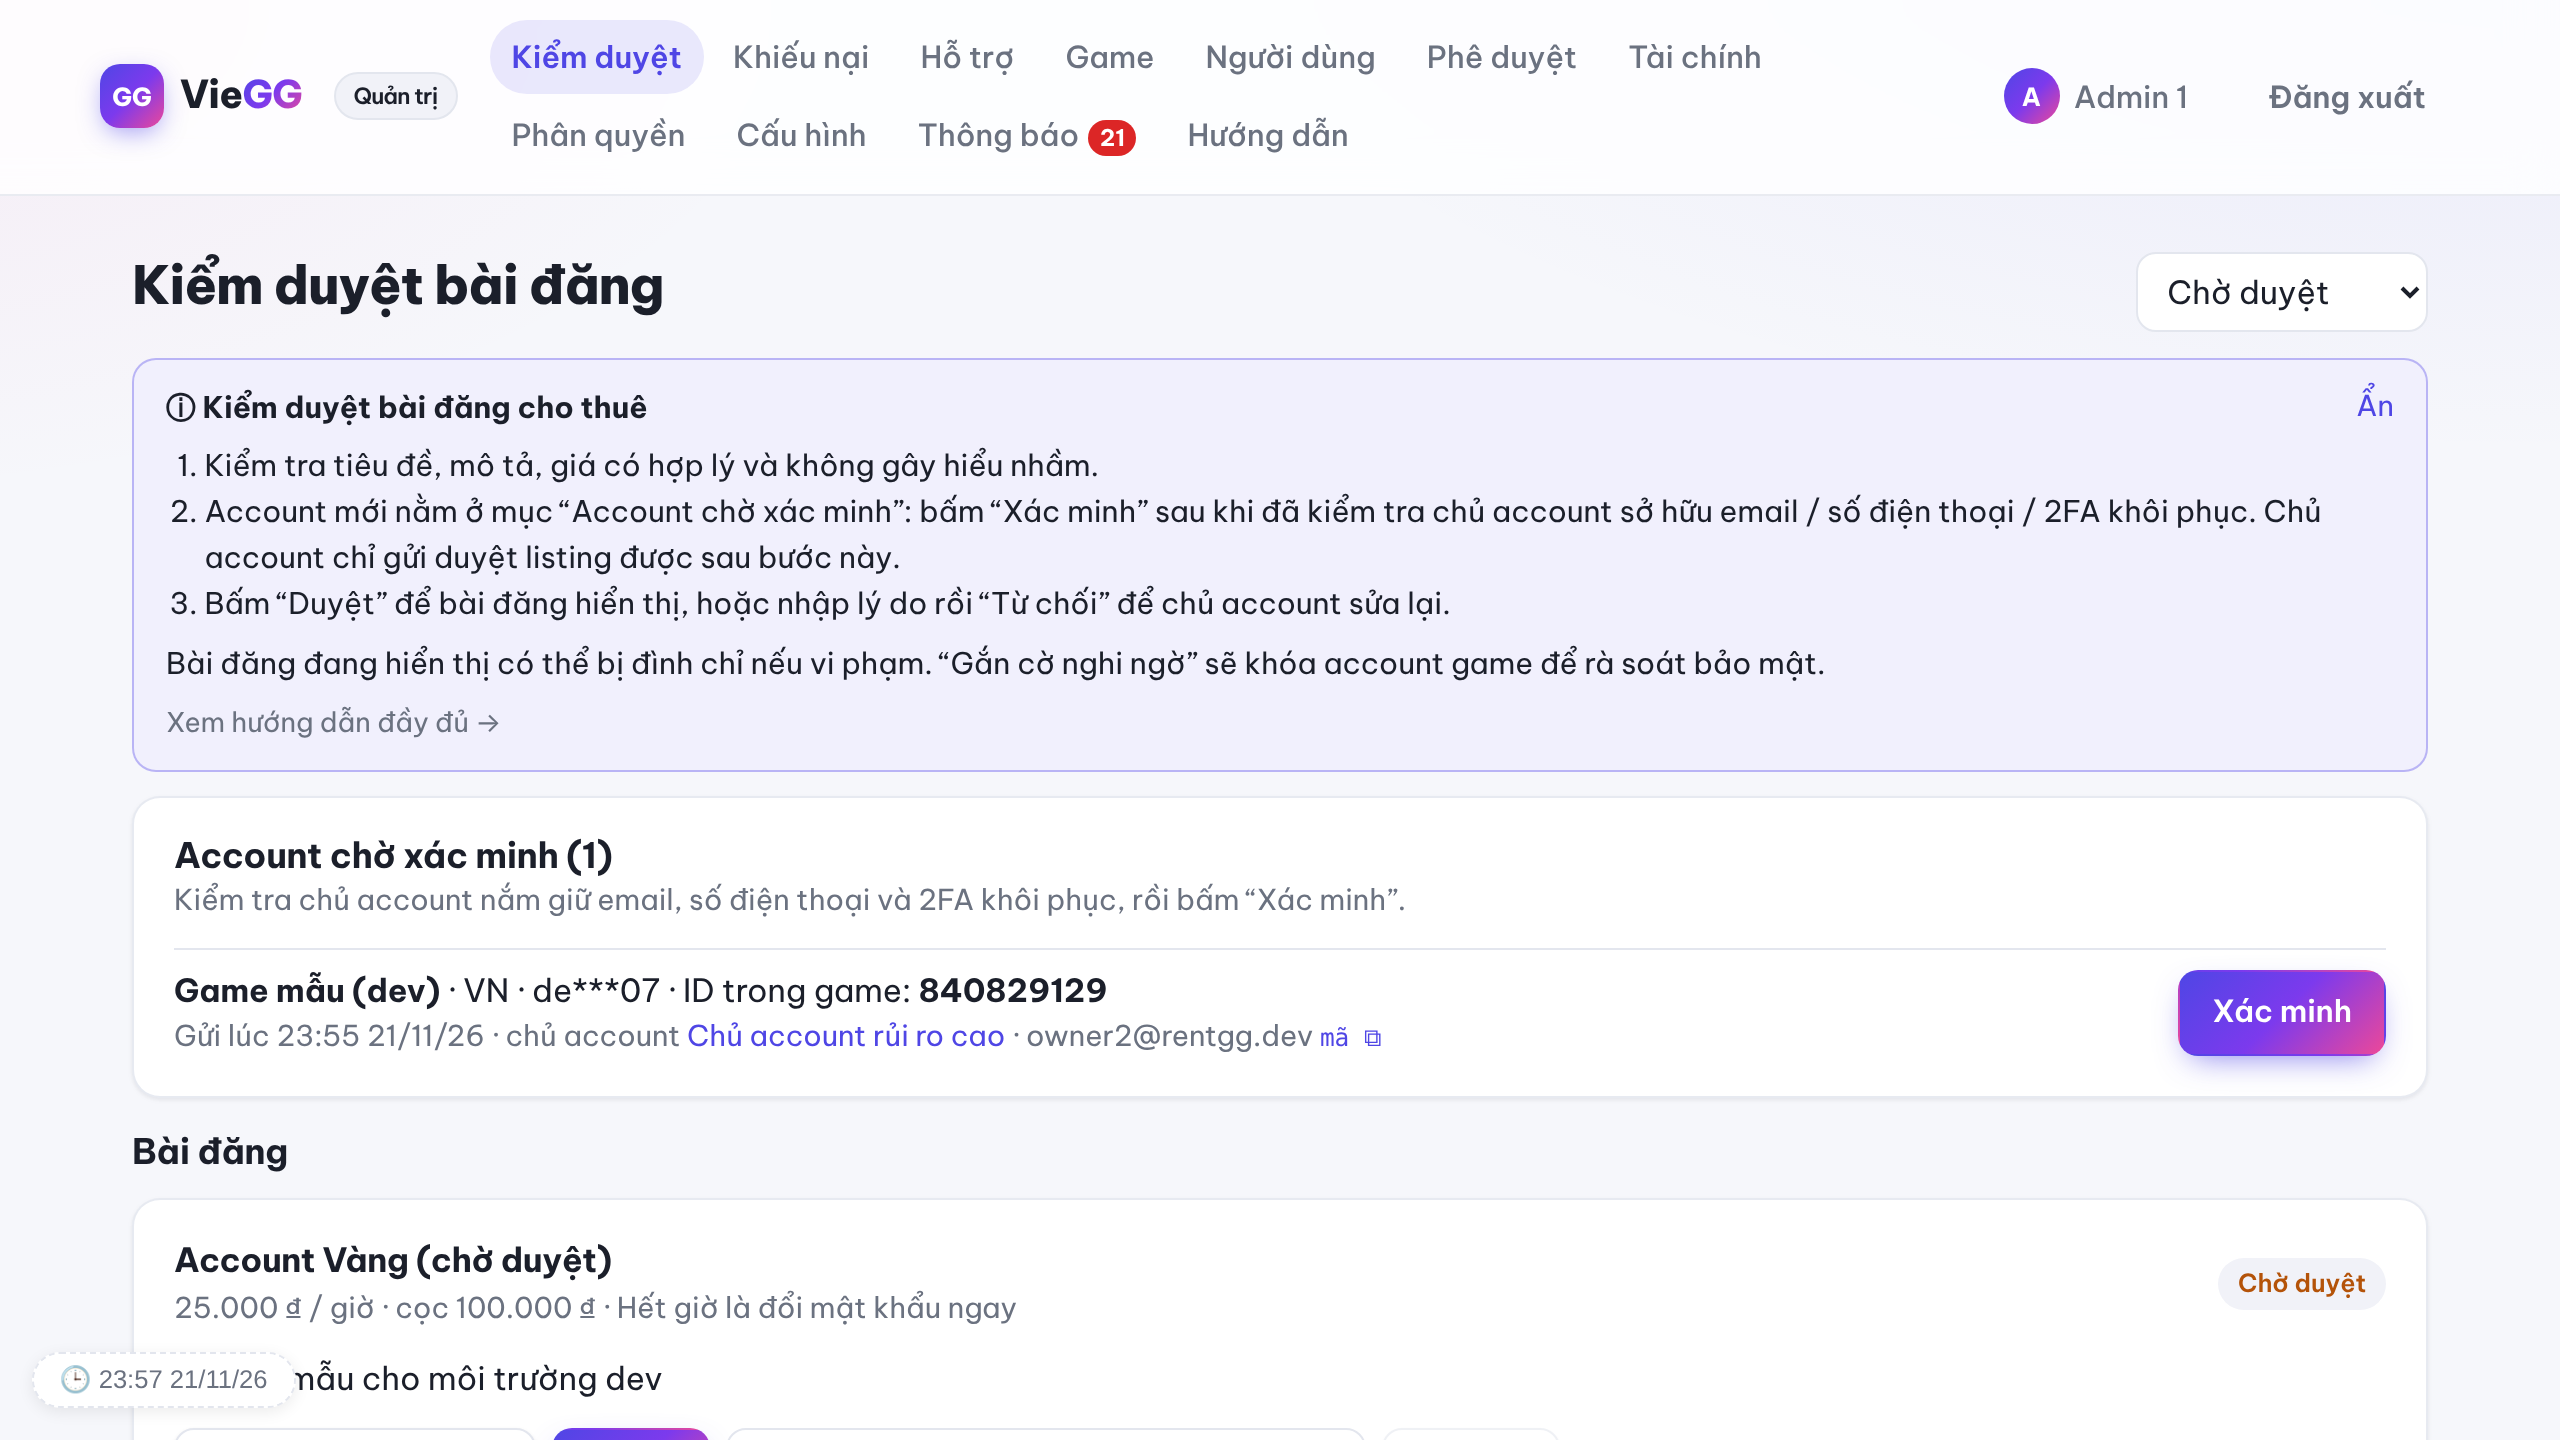 GG VieGG Quản trị
Kiểm duyệt Khiếu nại Hỗ trợ Game Người dùng Phê duyệt Tài chính
Phân quyền Cấu hình Thông báo 21 Hướng dẫn
A Admin 1 Đăng xuất
Kiểm duyệt bài đăng
Chờ duyệt
ⓘ Kiểm duyệt bài đăng cho thuê
Ẩn
1. Kiểm tra tiêu đề, mô tả, giá có hợp lý và không gây hiểu nhầm.
2. Account mới nằm ở mục “Account chờ xác minh”: bấm “Xác minh” sau khi đã kiểm tra chủ account sở hữu email / số điện thoại / 2FA khôi phục. Chủ
account chỉ gửi duyệt listing được sau bước này.
3. Bấm “Duyệt” để bài đăng hiển thị, hoặc nhập lý do rồi “Từ chối” để chủ account sửa lại.
Bài đăng đang hiển thị có thể bị đình chỉ nếu vi phạm. “Gắn cờ nghi ngờ” sẽ khóa account game để rà soát bảo mật.
Xem hướng dẫn đầy đủ →
Account chờ xác minh (1)
Kiểm tra chủ account nắm giữ email, số điện thoại và 2FA khôi phục, rồi bấm “Xác minh”.
Game mẫu (dev) · VN · de***07 · ID trong game: 840829129
Gửi lúc 23:55 21/11/26 · chủ account Chủ account rủi ro cao · owner2@rentgg.dev mã ⧉
Xác minh
Bài đăng
Account Vàng (chờ duyệt)
25.000 ₫ / giờ · cọc 100.000 ₫ · Hết giờ là đổi mật khẩu ngay
Chờ duyệt
mẫu cho môi trường dev
23:57 21/11/26